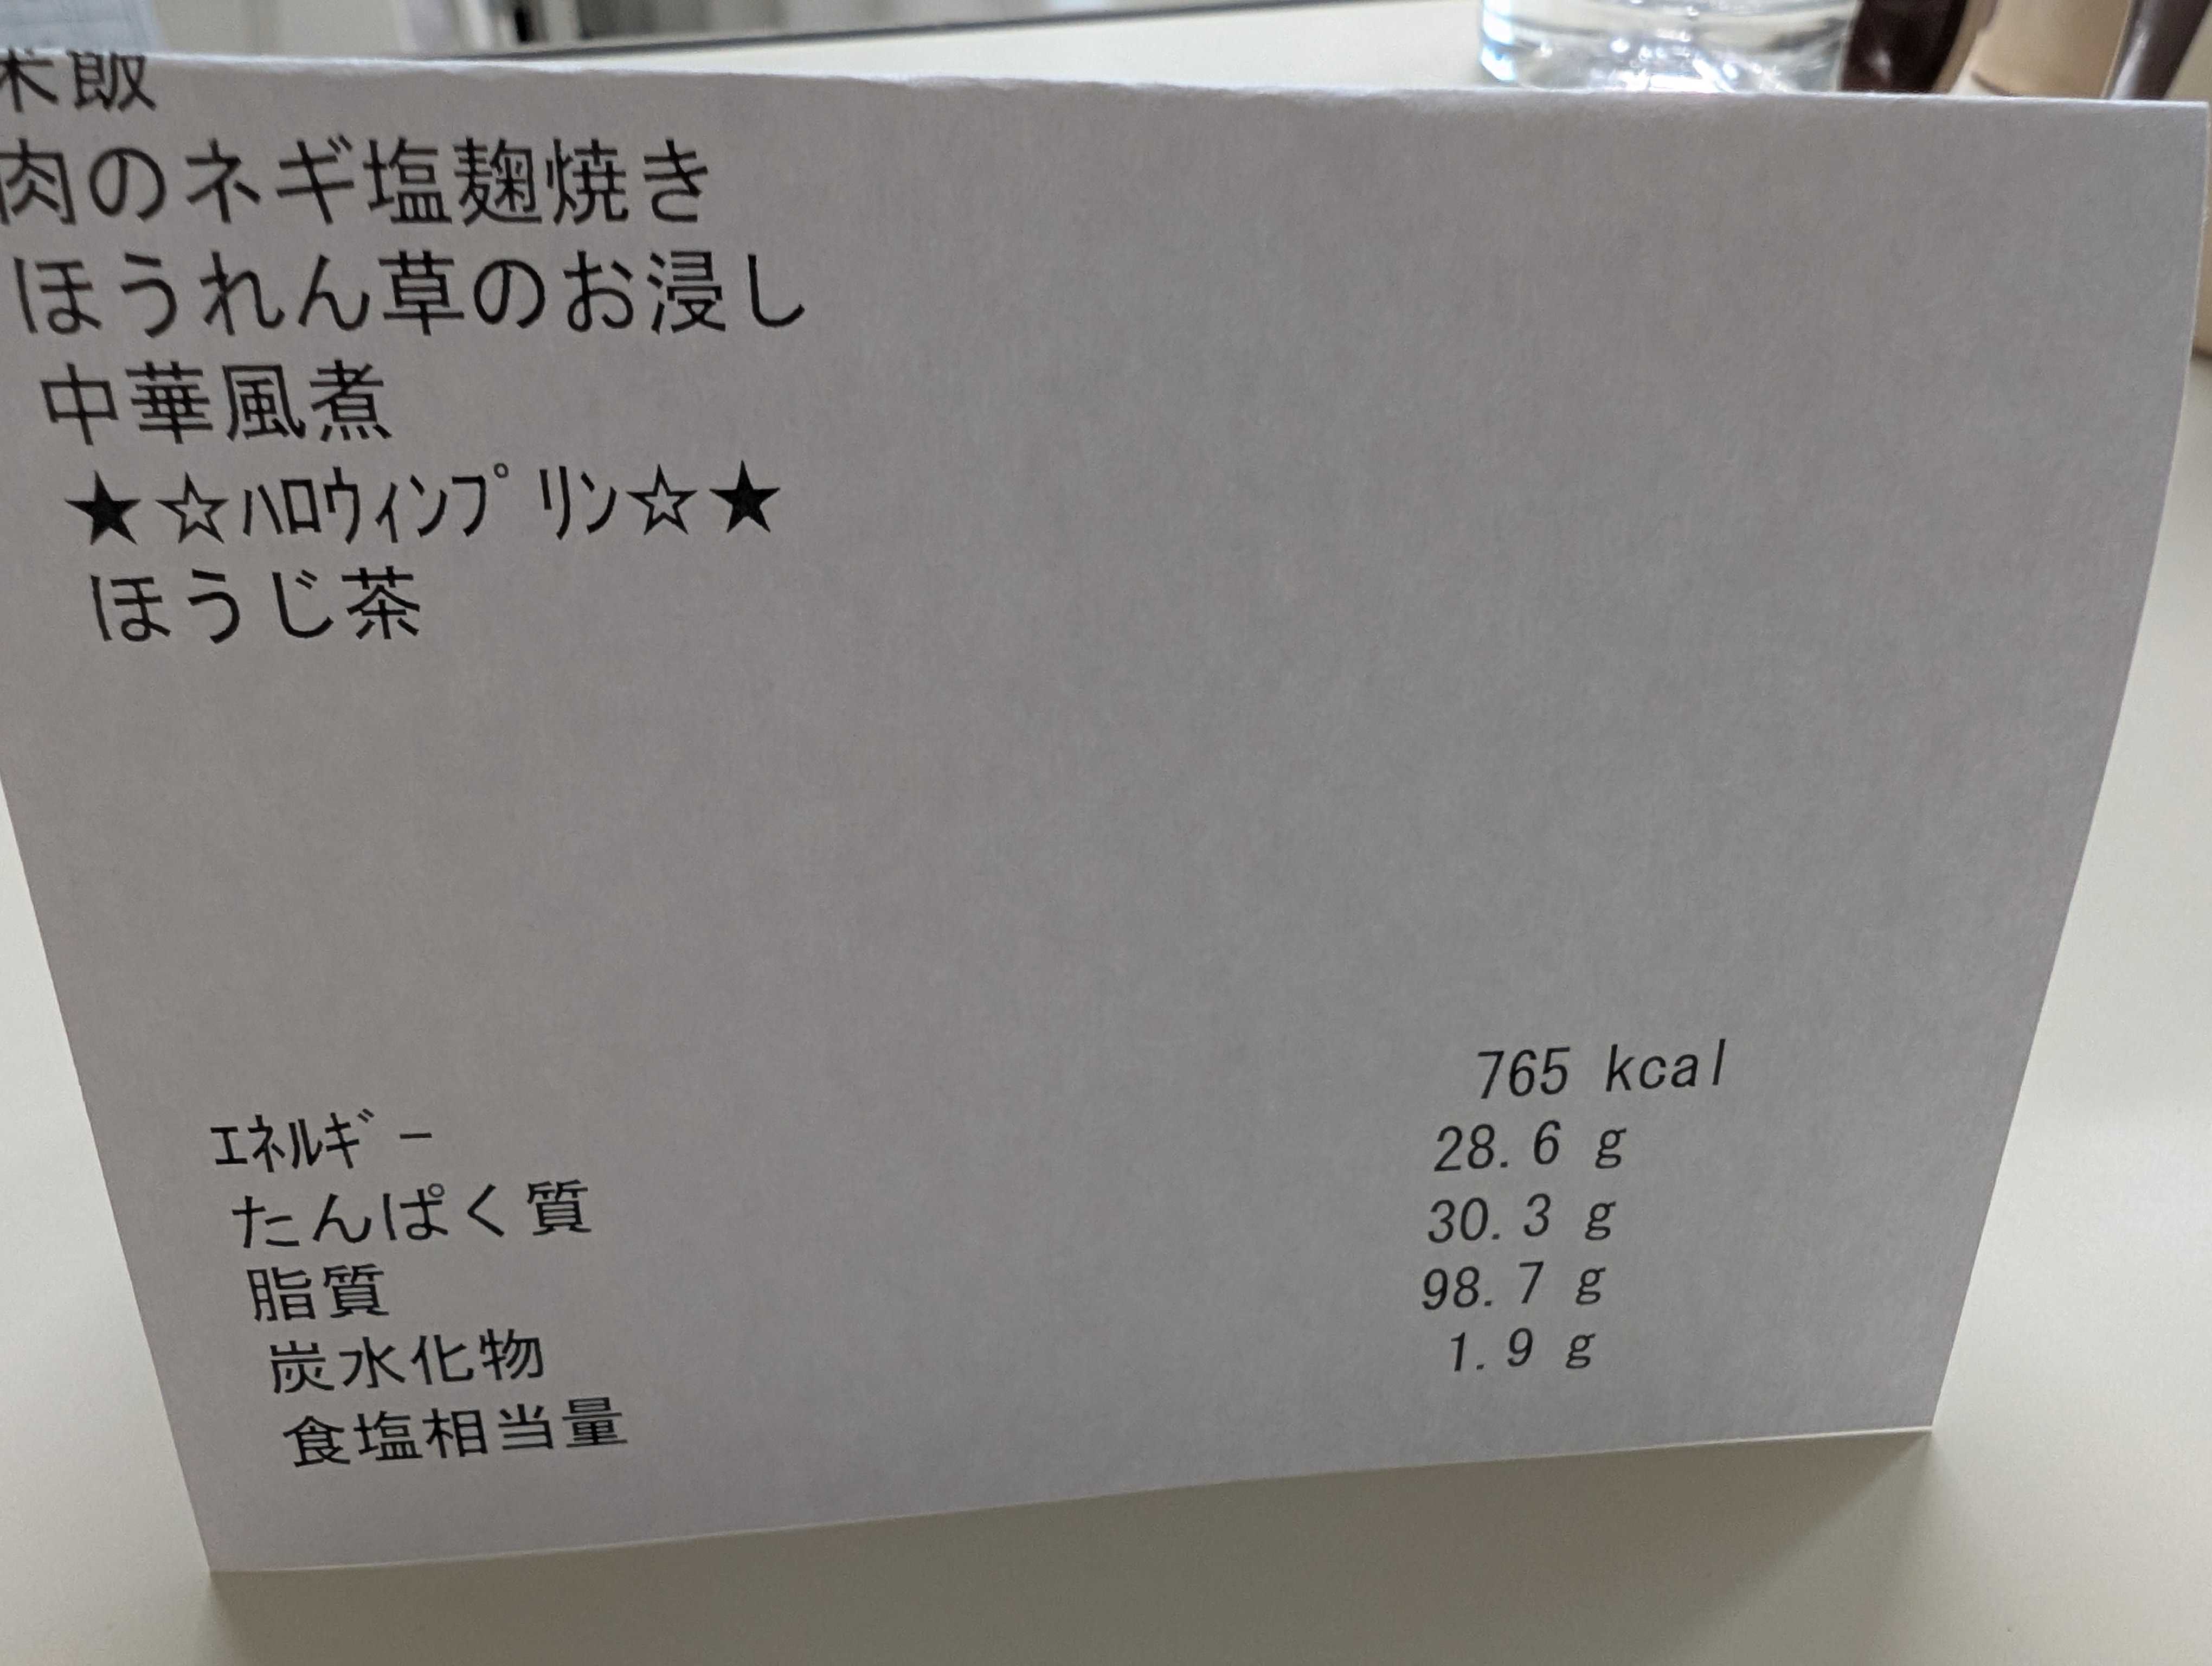 米飯
肉のネギ塩麹焼き
ほうれん草のお浸し
中華風煮
★☆ﾊﾛｳｨﾝﾌﾟﾘﾝ☆★
ほうじ茶
ｴﾈﾙｷﾞｰ 765 kcal
たんぱく質 28.6 g
脂質 30.3 g
炭水化物 98.7 g
食塩相当量 1.9 g